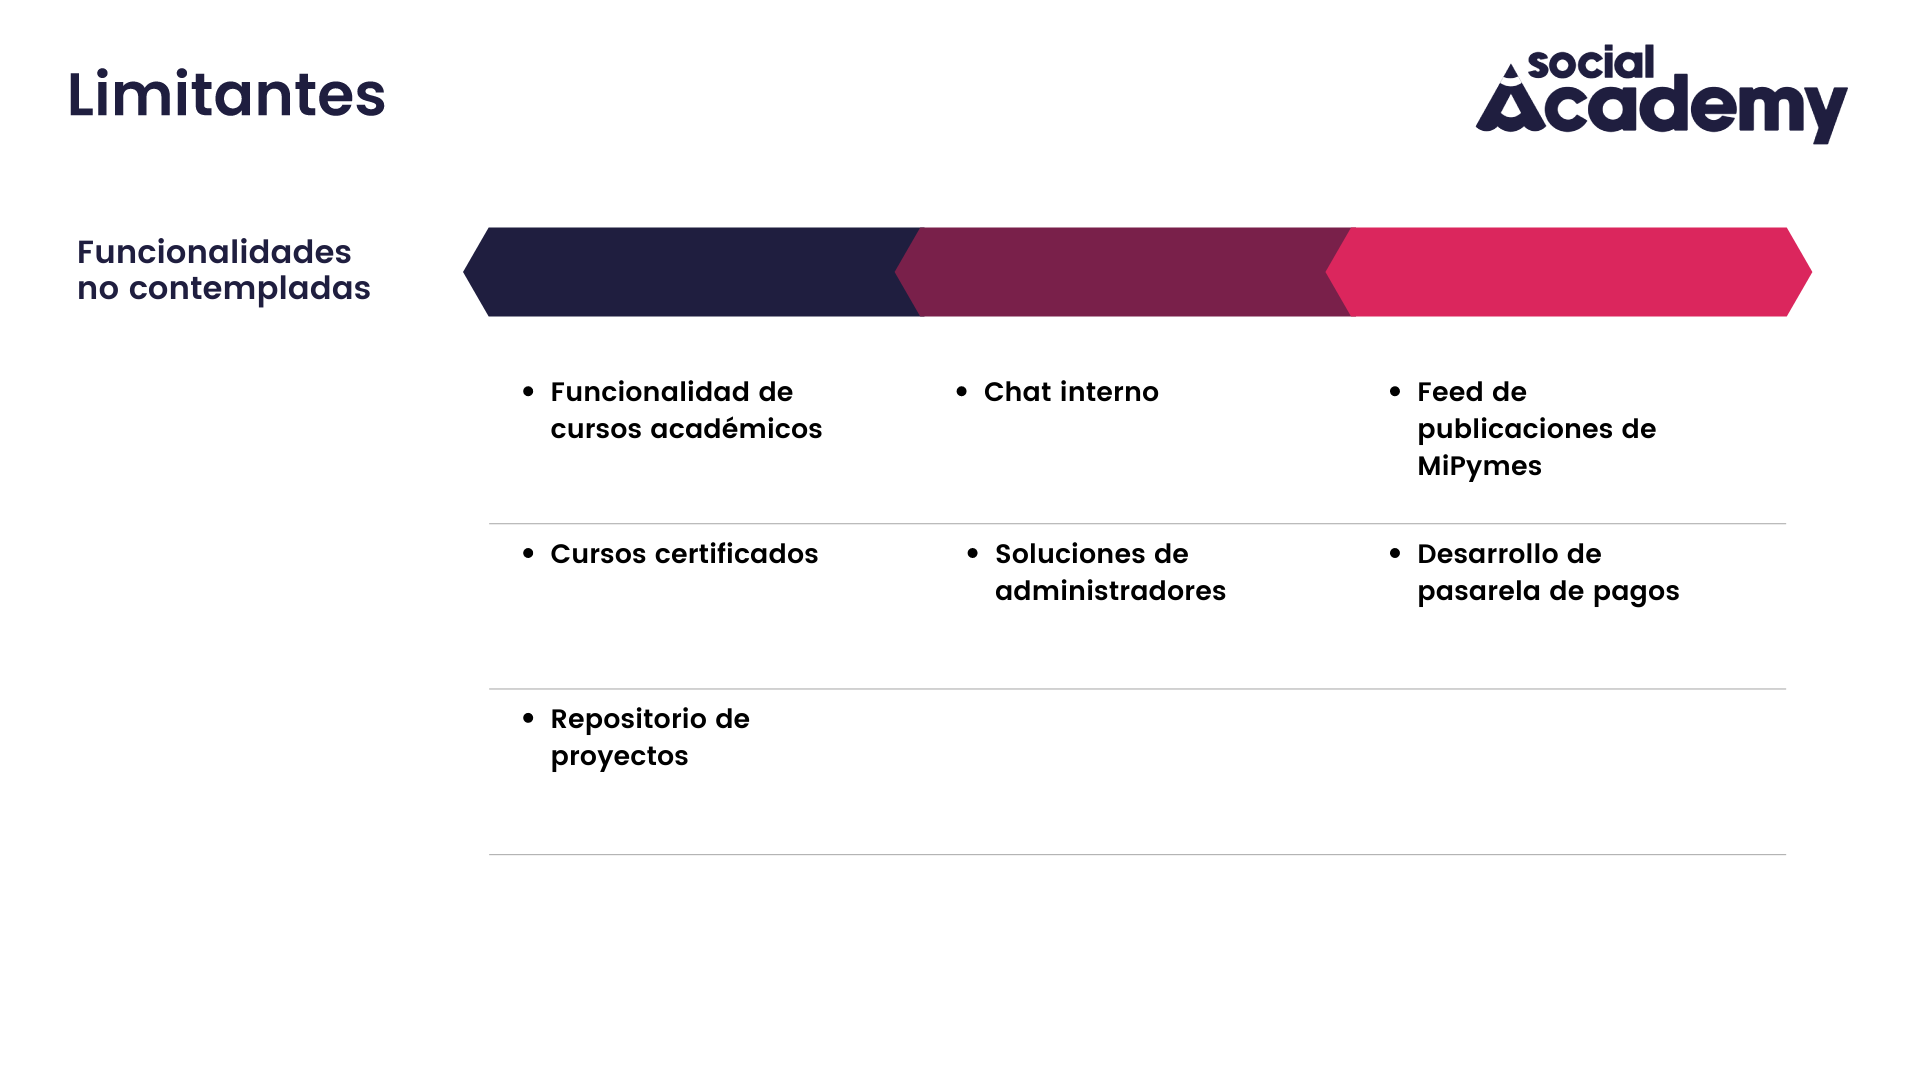 Limitantes
social
Academy
Funcionalidades
no contempladas
• Funcionalidad de
cursos académicos
• Chat interno
• Feed de
publicaciones de
MiPymes
• Cursos certificados
• Soluciones de
administradores
• Desarrollo de
pasarela de pagos
• Repositorio de
proyectos